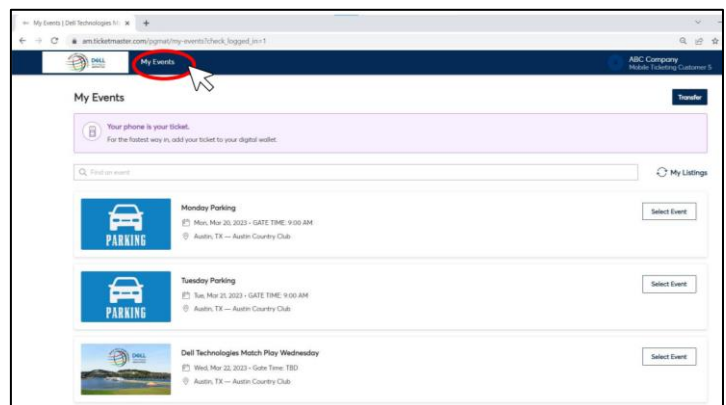 My Events | Dell Technologies M
am.ticketmaster.com/pgmat/my-events?check_logged_in=1
DELL
My Events
ABC Company
Mobile Ticketing Customer S
My Events
Transfer
Your phone is your ticket.
For the fastest way in, add your ticket to your digital wallet.
Find an event
My Listings
PARKING
Monday Parking
Mon, Mar 20, 2023 - GATE TIME: 9:00 AM
Austin, TX — Austin Country Club
Select Event
PARKING
Tuesday Parking
Tue, Mar 21, 2023 - GATE TIME: 9:00 AM
Austin, TX — Austin Country Club
Select Event
DELL
Dell Technologies Match Play Wednesday
Wed, Mar 22, 2023 - Gate Time: TBD
Austin, TX — Austin Country Club
Select Event